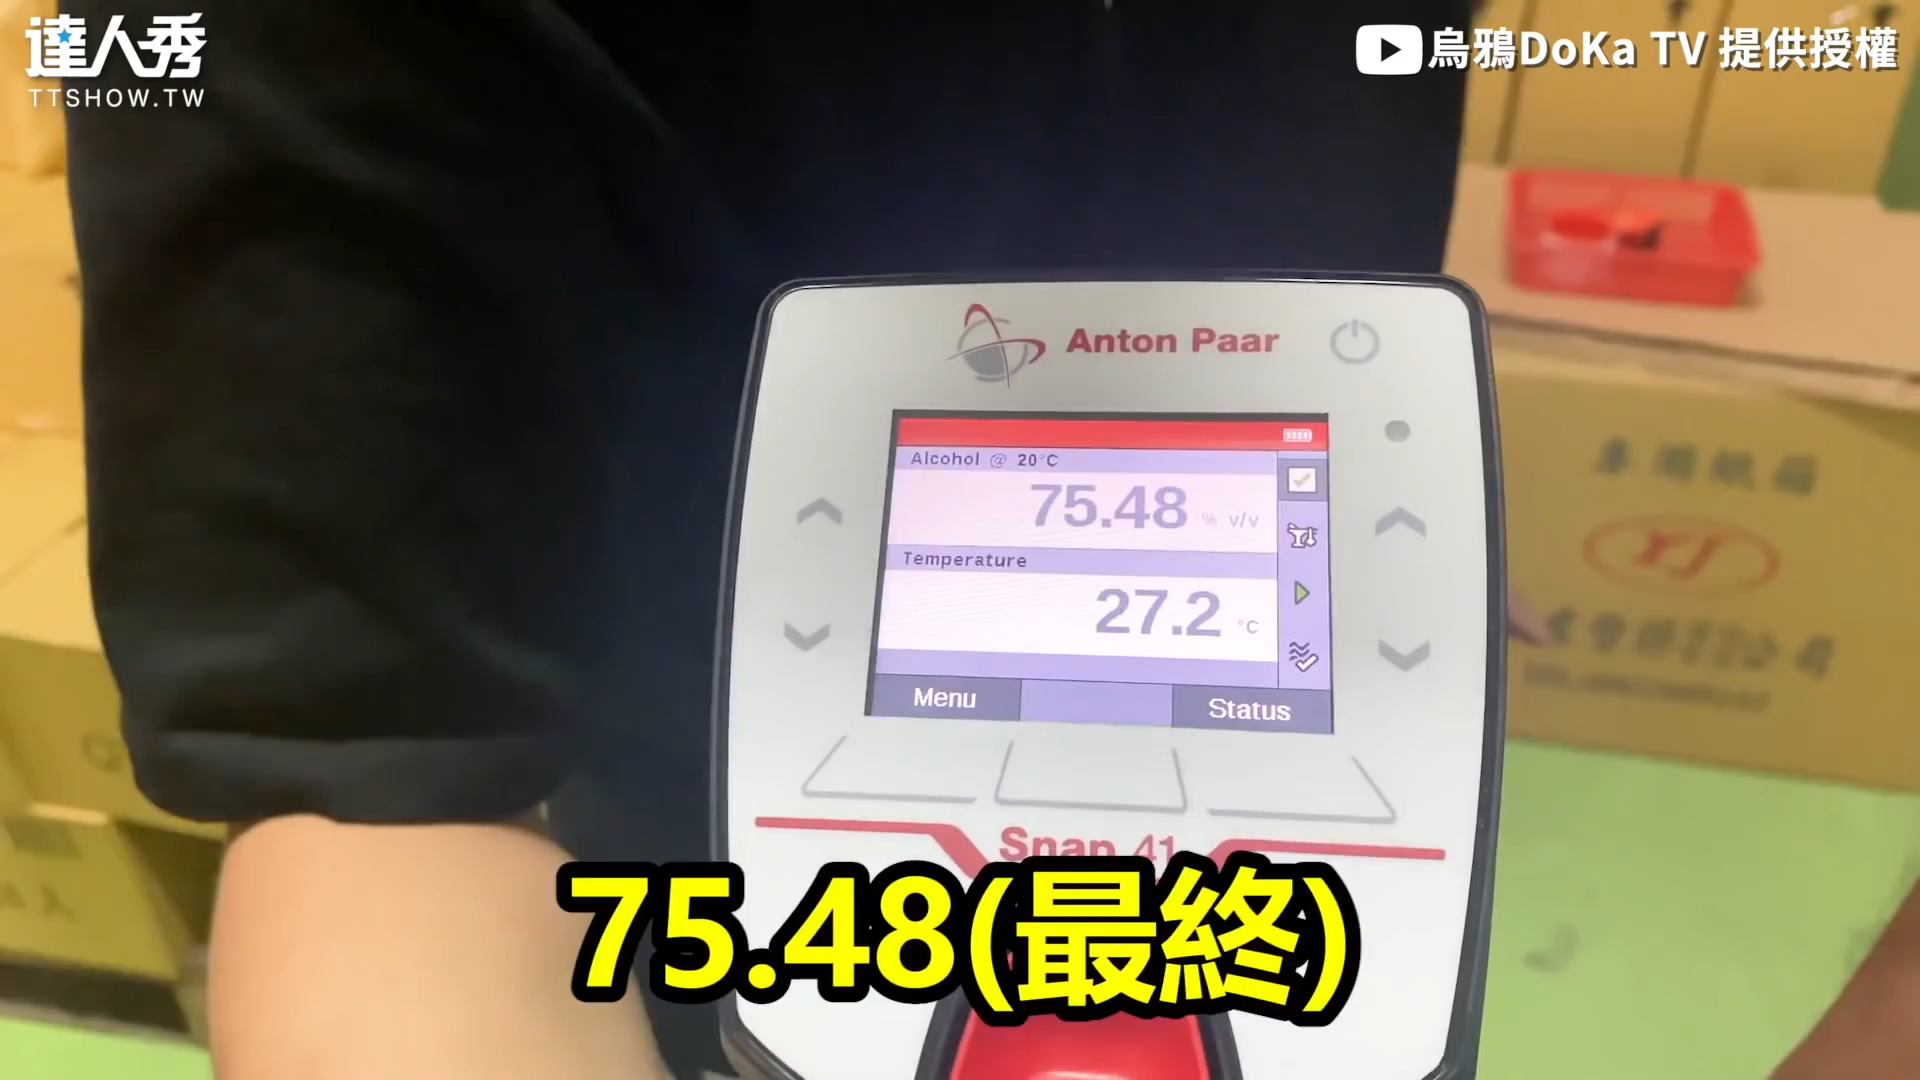 達人秀
TTSHOW.TW
烏鴉DoKa TV 提供授權
Anton Paar
Alcohol @ 20°C
75.48 % v/v
Temperature
27.2 °C
Menu
Status
Snap 41
75.48(最終)